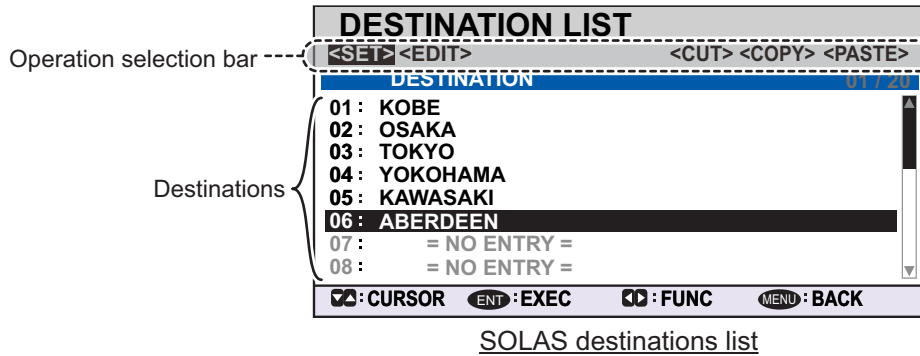 DESTINATION LIST
Operation selection bar
<SET> <EDIT> <CUT> <COPY> <PASTE>
DESTINATION 01 / 20
01 : KOBE
02 : OSAKA
03 : TOKYO
04 : YOKOHAMA
Destinations
05 : KAWASAKI
06 : ABERDEEN
07 : = NO ENTRY =
08 : = NO ENTRY =
: CURSOR ENT : EXEC : FUNC MENU : BACK
SOLAS destinations list